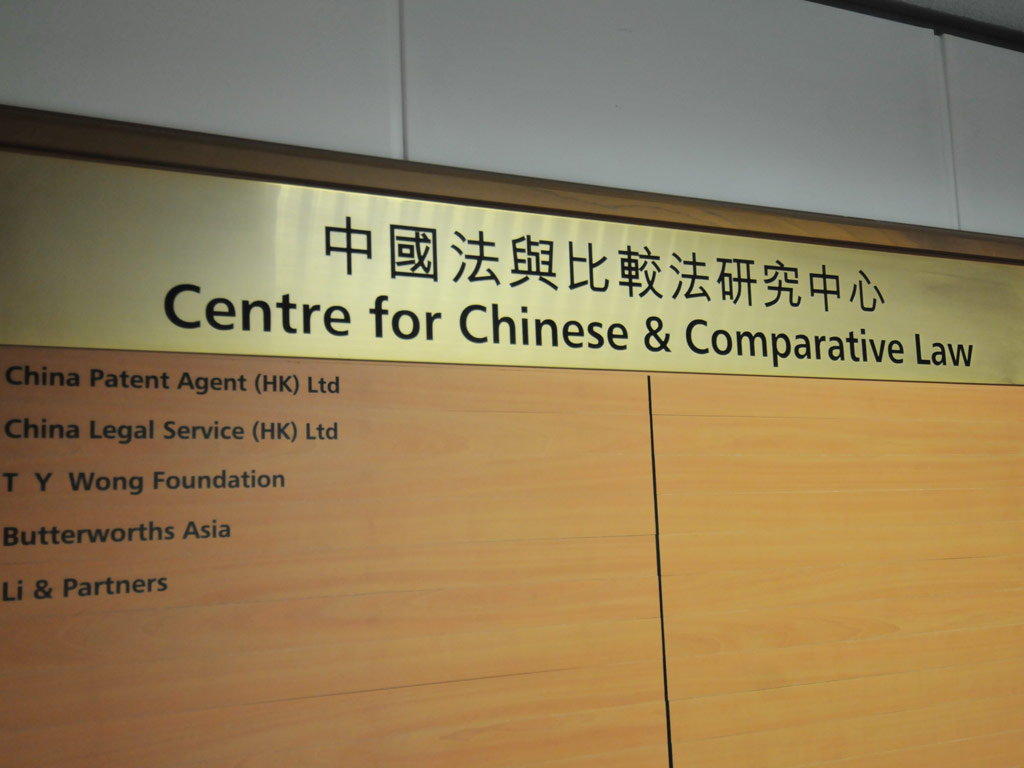 中國法與比較法研究中心
Centre for Chinese & Comparative Law
China Patent Agent (HK) Ltd
China Legal Service (HK) Ltd
T Y Wong Foundation
Butterworths Asia
Li & Partners